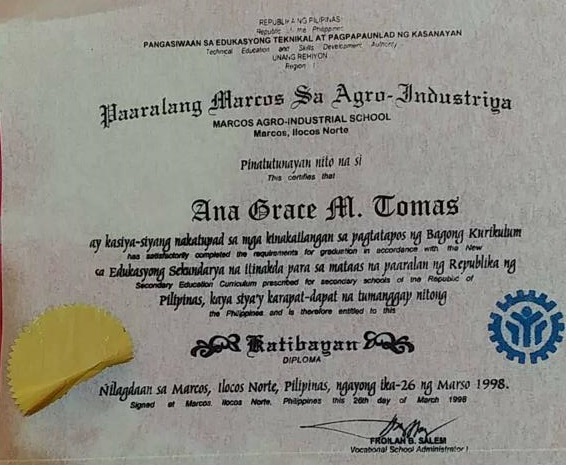 REPUBLIKA NG PILIPINAS
Republic of the Philippines
PANGASIWAAN SA EDUKASYONG TEKNIKAL AT PAGPAPAUNLAD NG KASANAYAN
Technical Education and Skills Development Authority
UNANG REHIYON
Region I
Paaralang Marcos Sa Agro-Industriya
MARCOS AGRO-INDUSTRIAL SCHOOL
Marcos, Ilocos Norte
Pinatutunayan nito na si
This certifies that
Ana Grace M. Tomas
ay kasiya-siyang nakatupad sa mga kinakailangan sa pagtatapos ng Bagong Kurikulum
has satisfactorily completed the requirements for graduation in accordance with the New
sa Edukasyong Sekundarya na itinakda para sa mataas na paaralan ng Republika ng
Secondary Education Curriculum prescribed for secondary schools of the Republic of
Pilipinas, kaya siya'y karapat-dapat na tumanggap nitong
the Philippines and is therefore entitled to this
Katibayan
DIPLOMA
Nilagdaan sa Marcos, Ilocos Norte, Pilipinas, ngayong ika-26 ng Marso 1998.
Signed at Marcos, Ilocos Norte, Philippines this 26th day of March 1998
FROILAN B. SALEM
Vocational School Administrator I